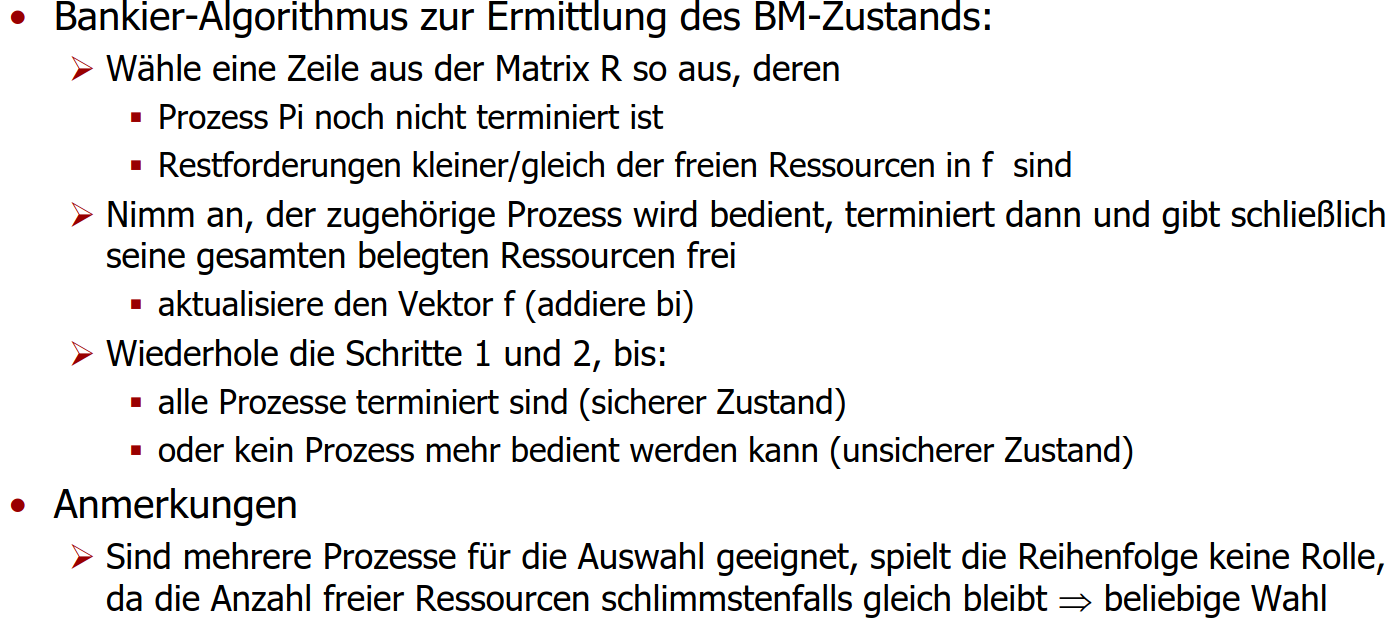 • Bankier-Algorithmus zur Ermittlung des BM-Zustands:
➢ Wähle eine Zeile aus der Matrix R so aus, deren
▪ Prozess Pi noch nicht terminiert ist
▪ Restforderungen kleiner/gleich der freien Ressourcen in f sind
➢ Nimm an, der zugehörige Prozess wird bedient, terminiert dann und gibt schließlich
seine gesamten belegten Ressourcen frei
▪ aktualisiere den Vektor f (addiere bi)
➢ Wiederhole die Schritte 1 und 2, bis:
▪ alle Prozesse terminiert sind (sicherer Zustand)
▪ oder kein Prozess mehr bedient werden kann (unsicherer Zustand)
• Anmerkungen
➢ Sind mehrere Prozesse für die Auswahl geeignet, spielt die Reihenfolge keine Rolle,
da die Anzahl freier Ressourcen schlimmstenfalls gleich bleibt ⇒ beliebige Wahl